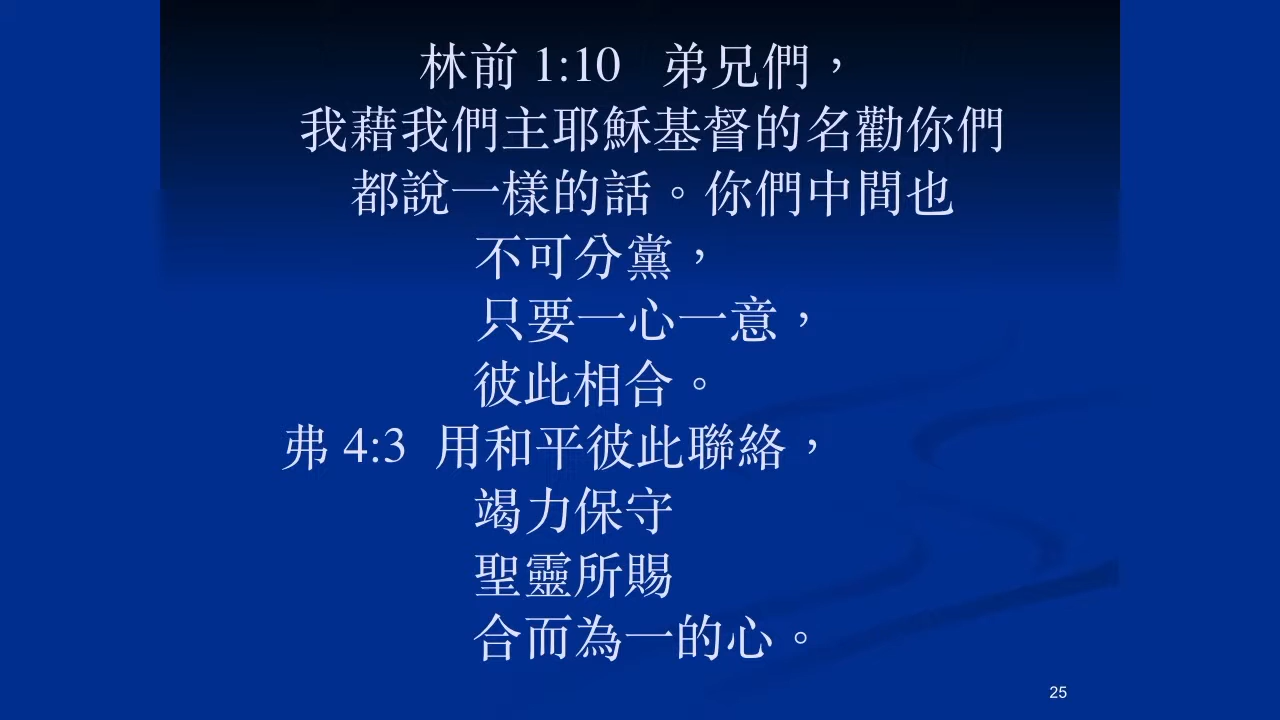 林前 1:10 弟兄們，
我藉我們主耶穌基督的名勸你們
都說一樣的話。你們中間也
不可分黨，
只要一心一意，
彼此相合。
弗 4:3 用和平彼此聯絡，
竭力保守
聖靈所賜
合而為一的心。
25